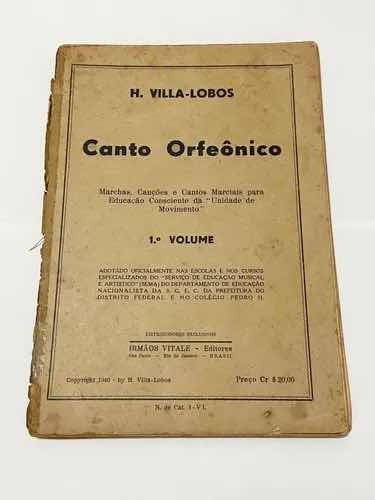 H. VILLA-LOBOS
Canto Orfeônico
Marchas, Canções e Cantos Marciais para
Educação Consciente da "Unidade de
Movimento"
1.º VOLUME
ADOTADO OFICIALMENTE NAS ESCOLAS E NOS CURSOS
ESPECIALIZADOS DO "SERVIÇO DE EDUCAÇÃO MUSICAL
E ARTISTICO" (SEMA) DO DEPARTAMENTO DE EDUCAÇÃO
NACIONALISTA DA S. G. E. C. DA PREFEITURA DO
DISTRITO FEDERAL E NO COLÉGIO PEDRO II.
DISTRIBUIDORES EXCLUSIVOS
IRMÃOS VITALE - Editores
São Paulo - Rio de Janeiro - BRASIL
Copyright 1940 - by H. Villa-Lobos
Preço Cr $ 20,00
N. de Cat. 1-V L